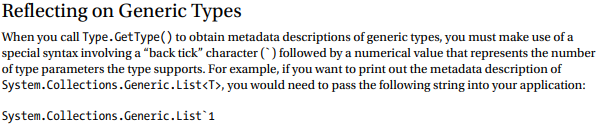 Reflecting on Generic Types
When you call Type.GetType() to obtain metadata descriptions of generic types, you must make use of a
special syntax involving a “back tick” character (`) followed by a numerical value that represents the number
of type parameters the type supports. For example, if you want to print out the metadata description of
System.Collections.Generic.List<T>, you would need to pass the following string into your application:
System.Collections.Generic.List`1